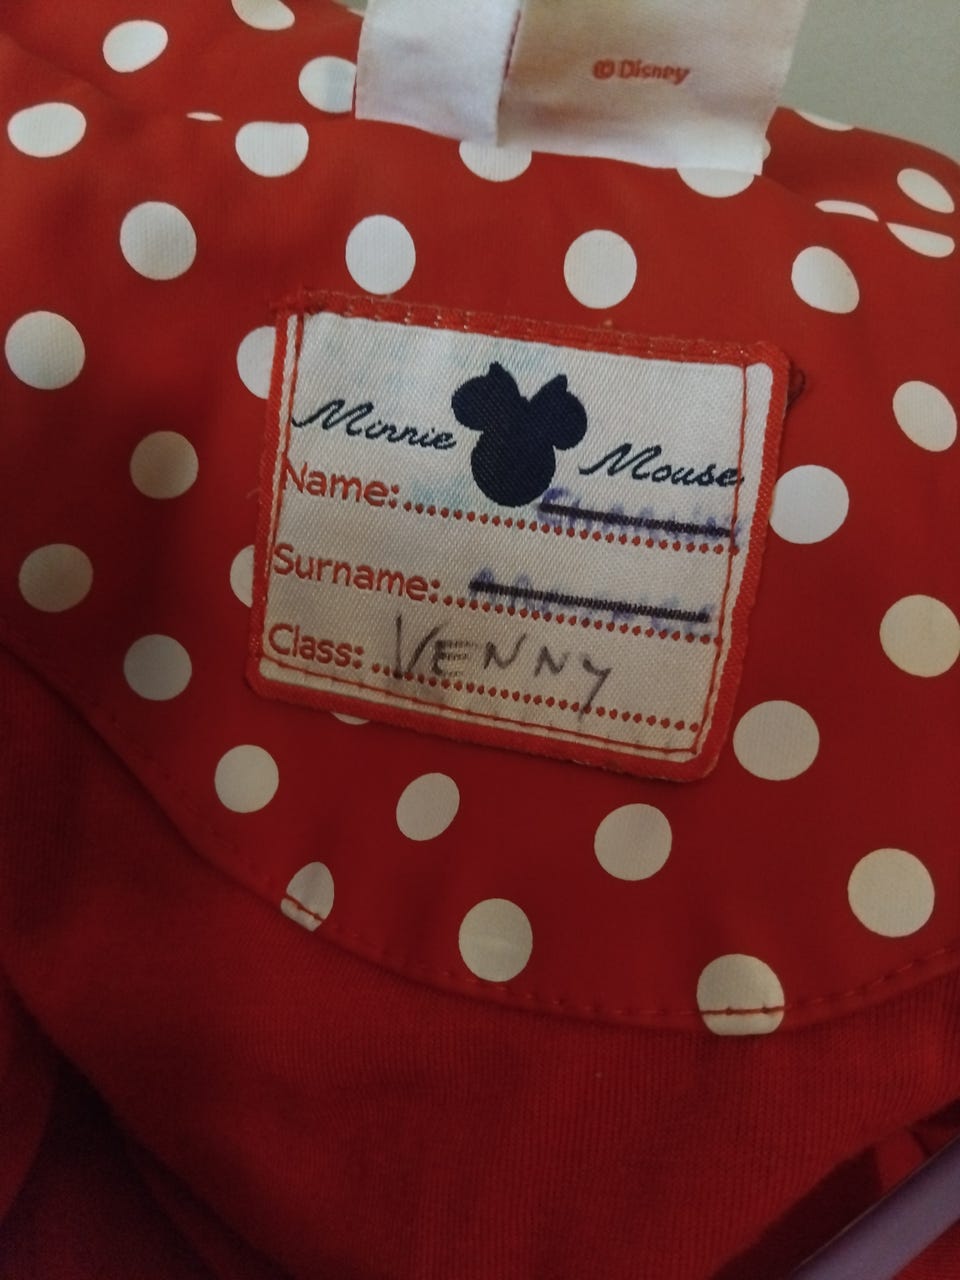 © Disney
Minnie Mouse
Name:
Surname:
Class: VENNY